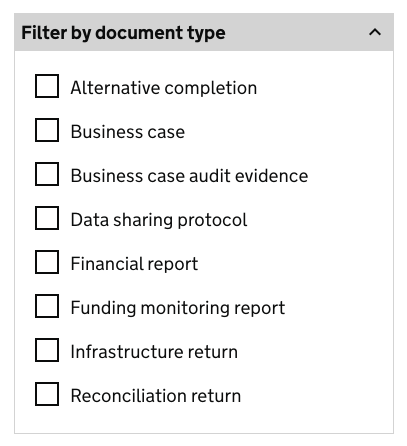 Filter by document type
Alternative completion
Business case
Business case audit evidence
Data sharing protocol
Financial report
Funding monitoring report
Infrastructure return
Reconciliation return